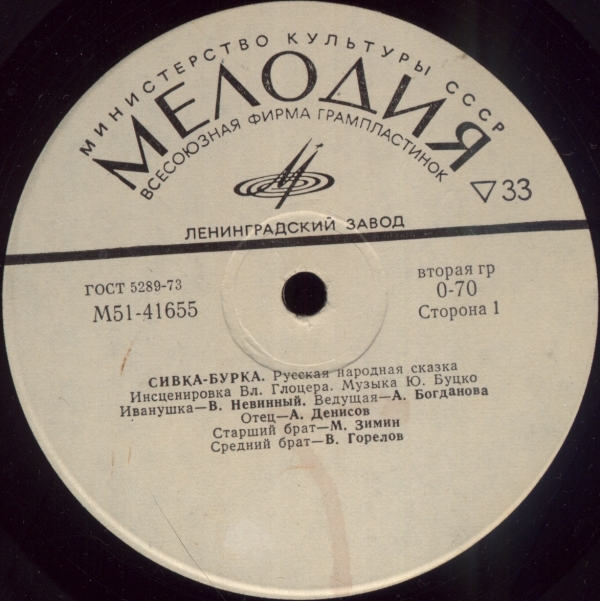 МИНИСТЕРСТВО КУЛЬТУРЫ СССР
МЕЛОДИЯ
ВСЕСОЮЗНАЯ ФИРМА ГРАМПЛАСТИНОК
33
ЛЕНИНГРАДСКИЙ ЗАВОД
ГОСТ 5289-73
М51-41655
вторая гр
0-70
Сторона 1
СИВКА-БУРКА. Русская народная сказка
Инсценировка Вл. Глоцера. Музыка Ю. Буцко
Иванушка—В. Невинный. Ведущая—А. Богданова
Отец—А. Денисов
Старший брат—М. Зимин
Средний брат—В. Горелов